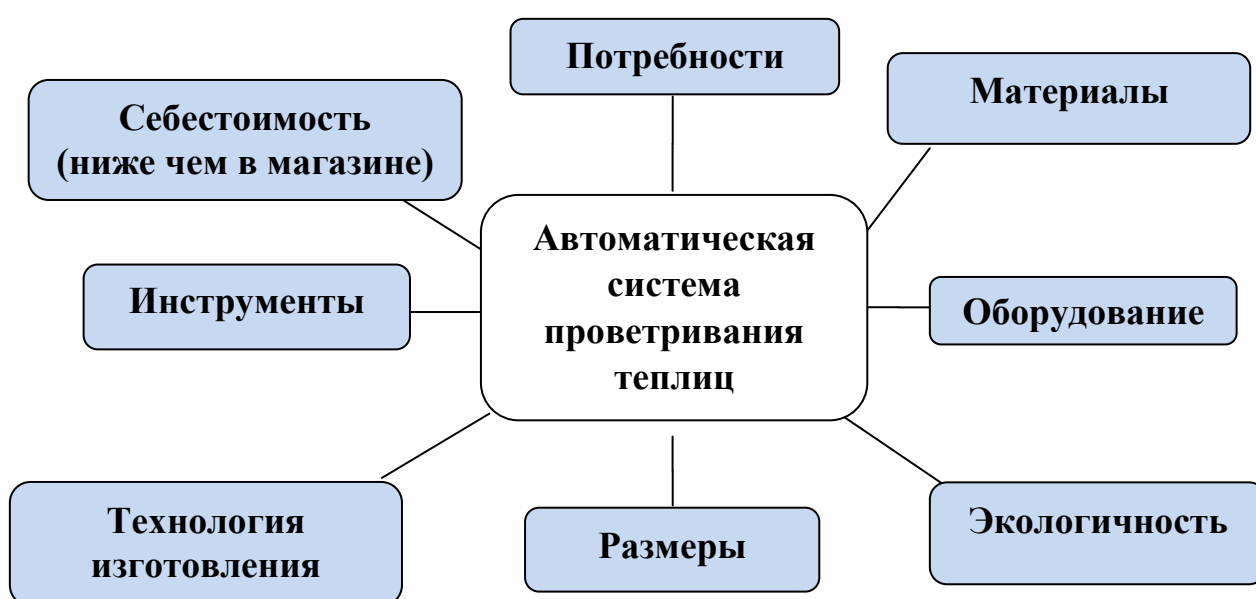 Потребности
Материалы
Себестоимость
(ниже чем в магазине)
Автоматическая
система
проветривания
теплиц
Инструменты
Оборудование
Технология
изготовления
Размеры
Экологичность